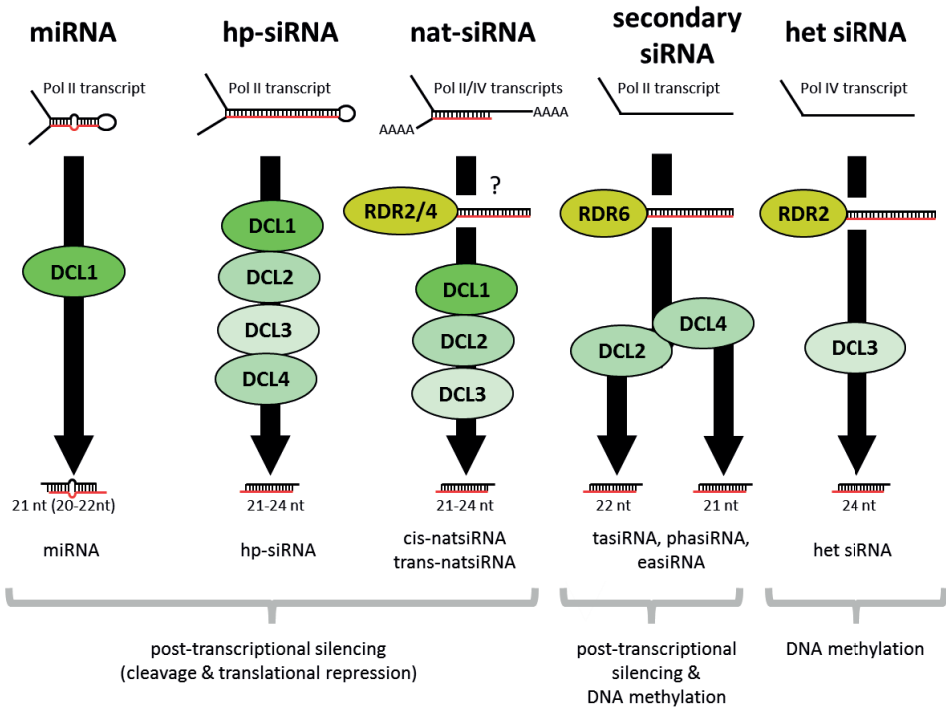 miRNA
hp-siRNA
nat-siRNA
secondary
siRNA
het siRNA
Pol II transcript
Pol II transcript
Pol II/IV transcripts
Pol II transcript
Pol IV transcript
AAAA
AAAA
?
RDR2/4
RDR6
RDR2
DCL1
DCL2
DCL3
DCL4
DCL1
DCL1
DCL2
DCL3
DCL2
DCL4
DCL3
21 nt (20-22nt)
21-24 nt
21-24 nt
22 nt
21 nt
24 nt
miRNA
hp-siRNA
cis-natsiRNA
trans-natsiRNA
tasiRNA, phasiRNA,
easiRNA
het siRNA
post-transcriptional silencing
(cleavage & translational repression)
post-transcriptional
silencing &
DNA methylation
DNA methylation